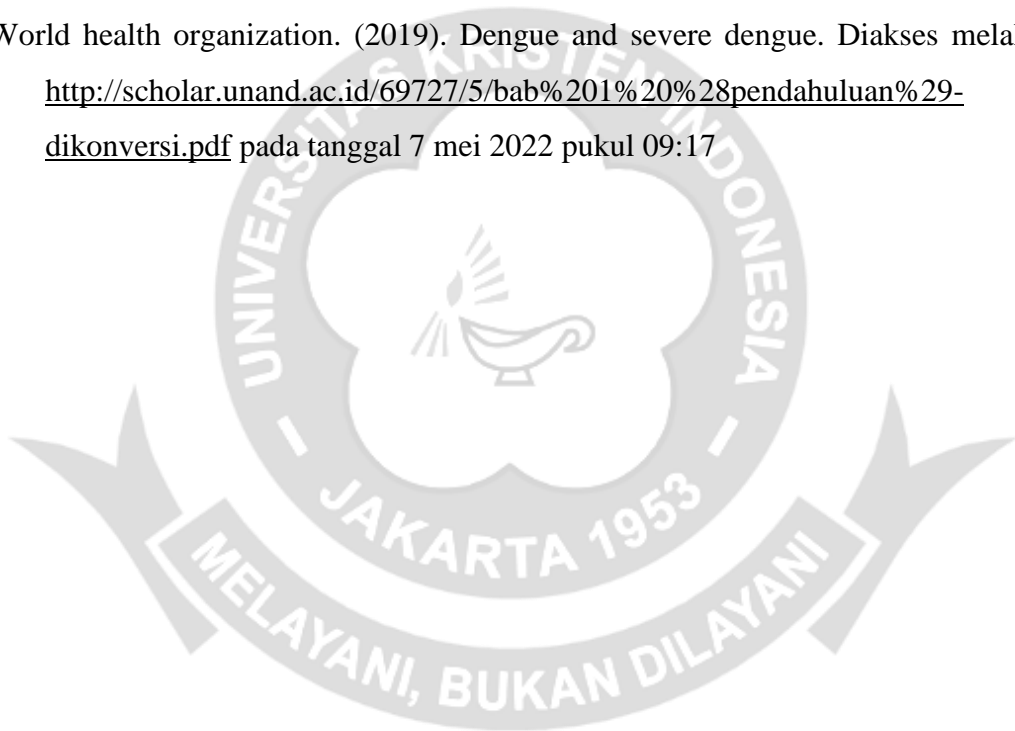 World health organization. (2019). Dengue and severe dengue. Diakses
http://scholar.unand.ac.id/69727/5/bab%201%20%28pendahuluan%29-
dikonversi.pdf pada tanggal 7 mei 2022 pukul 09:17
UNIVERSITAS KRISTEN INDONESIA
JAKARTA 1953
MELAYANI, BUKAN DILAYANI